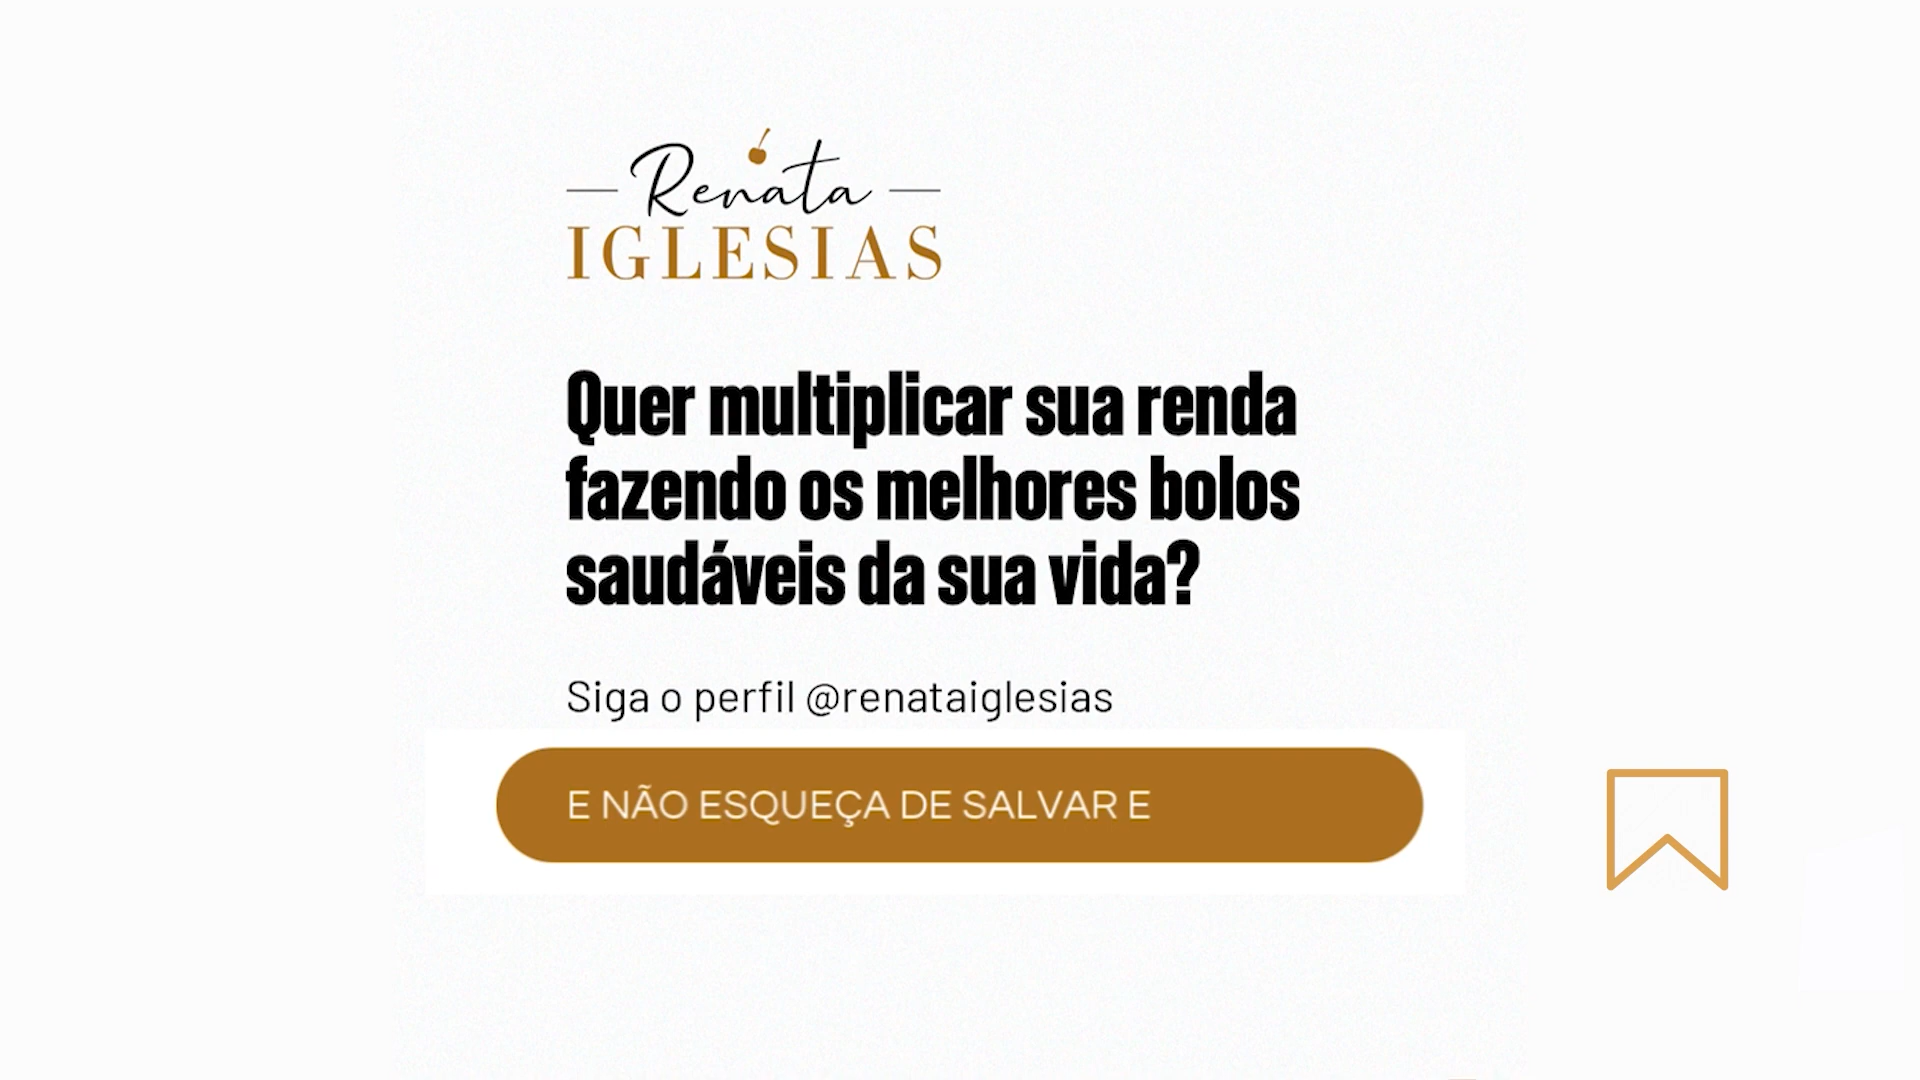 Renata
IGLESIAS
Quer multiplicar sua renda
fazendo os melhores bolos
saudáveis da sua vida?
Siga o perfil @renataiglesias
E NÃO ESQUEÇA DE SALVAR E